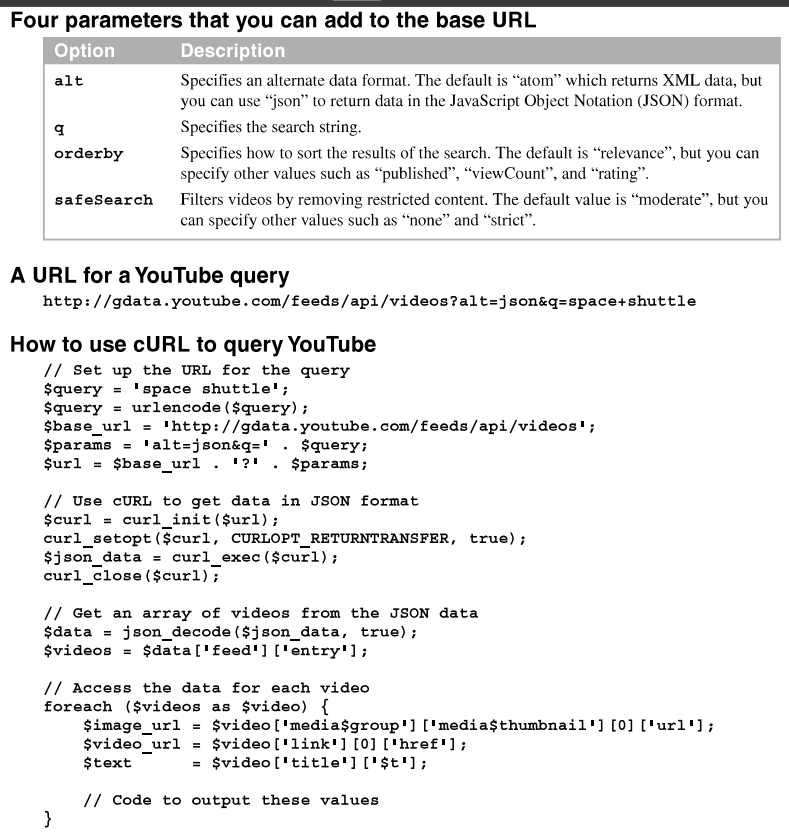 Four parameters that you can add to the base URL
Option Description
alt Specifies an alternate data format. The default is “atom” which returns XML data, but
you can use “json” to return data in the JavaScript Object Notation (JSON) format.
q Specifies the search string.
orderby Specifies how to sort the results of the search. The default is “relevance”, but you can
specify other values such as “published”, “viewCount”, and “rating”.
safeSearch Filters videos by removing restricted content. The default value is “moderate”, but you
can specify other values such as “none” and “strict”.
A URL for a YouTube query
http://gdata.youtube.com/feeds/api/videos?alt=json&q=space+shuttle
How to use cURL to query YouTube
// Set up the URL for the query
$query = 'space shuttle';
$query = urlencode($query);
$base_url = 'http://gdata.youtube.com/feeds/api/videos';
$params = 'alt=json&q=' . $query;
$url = $base_url . '?' . $params;
// Use cURL to get data in JSON format
$curl = curl_init($url);
curl_setopt($curl, CURLOPT_RETURNTRANSFER, true);
$json_data = curl_exec($curl);
curl_close($curl);
// Get an array of videos from the JSON data
$data = json_decode($json_data, true);
$videos = $data['feed']['entry'];
// Access the data for each video
foreach ($videos as $video) {
    $image_url = $video['media$group']['media$thumbnail'][0]['url'];
    $video_url = $video['link'][0]['href'];
    $text      = $video['title']['$t'];
    // Code to output these values
}